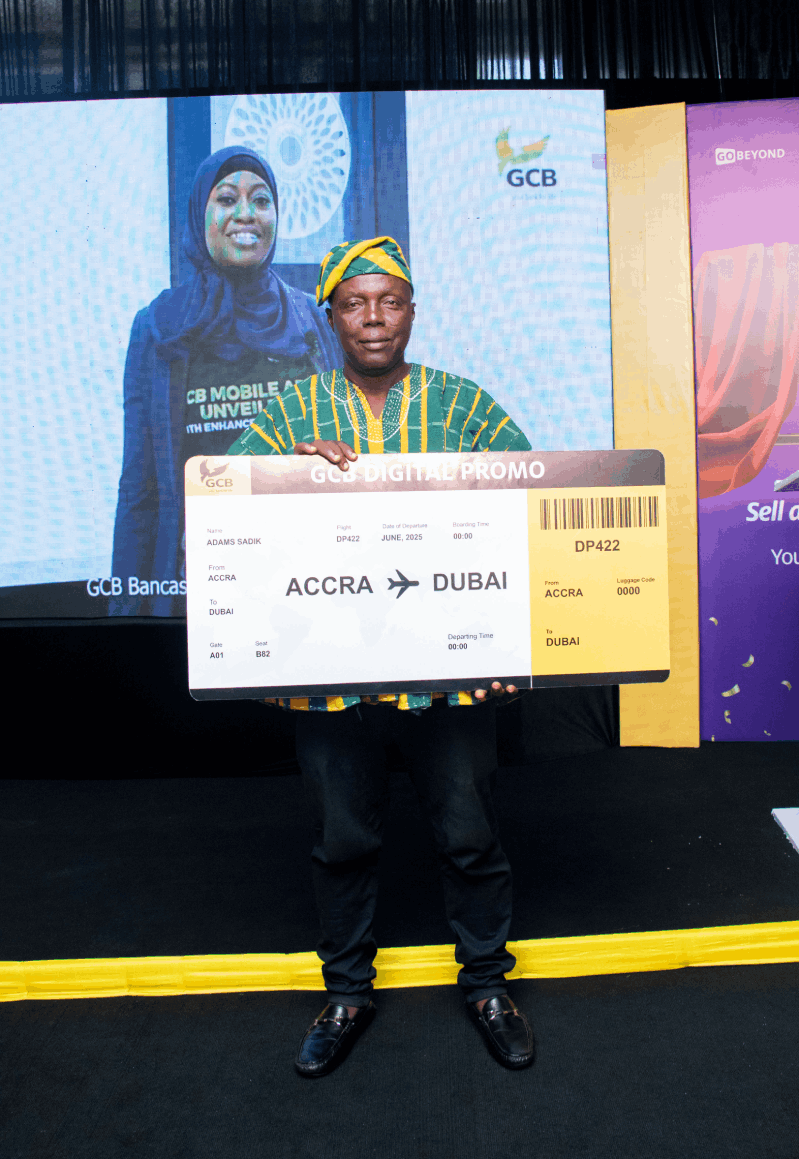 GCB
GO BEYOND
CB MOBILE A
UNVEIL
TH ENHANC
GCB Bancas
Sell a
You
GCB
GCB DIGITAL PROMO
Name
ADAMS SADIK
Flight
DP422
Date of Departure
JUNE, 2025
Boarding Time
00:00
From
ACCRA
To
DUBAI
ACCRA DUBAI
Gate
A01
Seat
B82
Departing Time
00:00
DP422
From
ACCRA
Luggage Code
0000
To
DUBAI